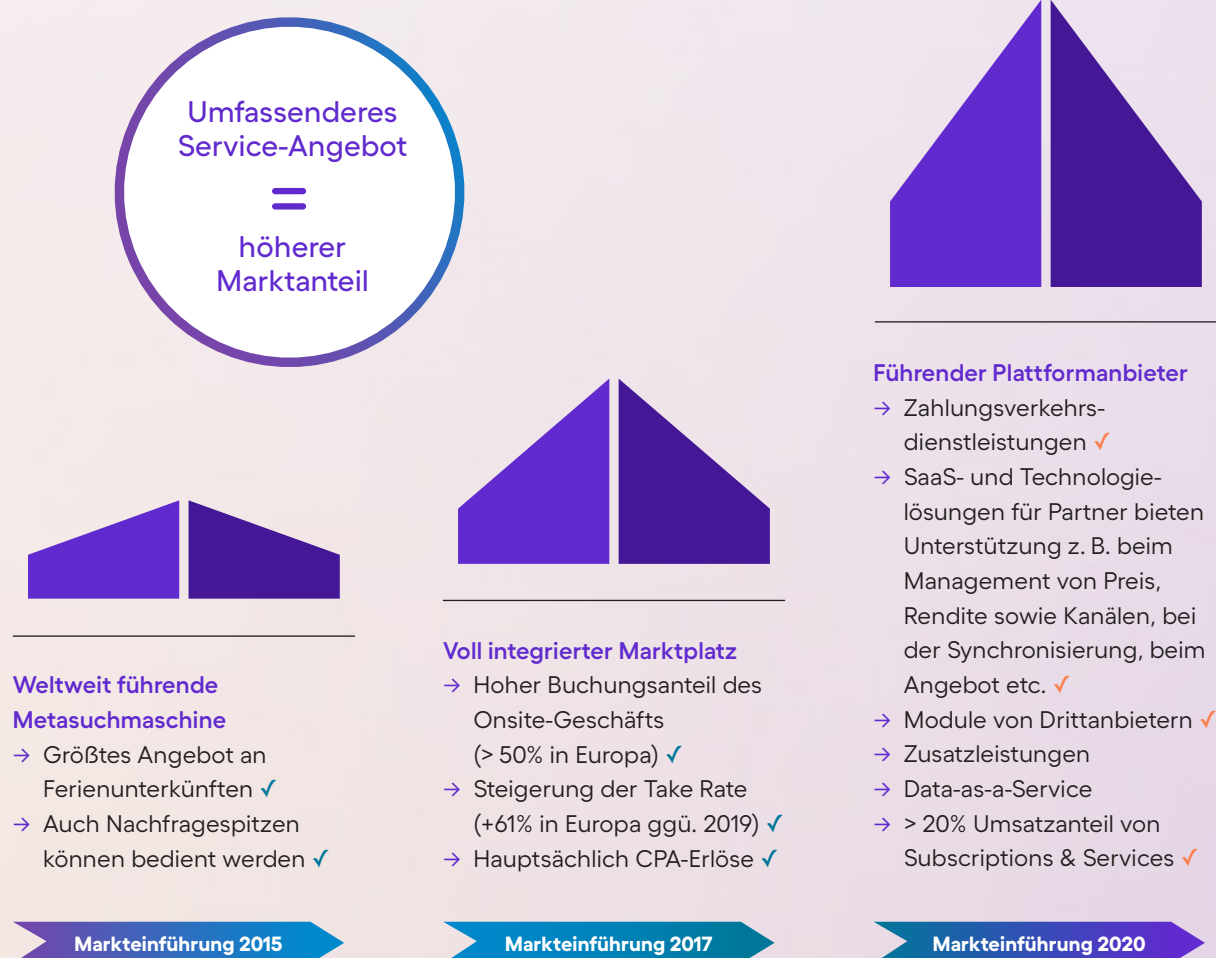 Umfassenderes
Service-Angebot
=
höherer
Marktanteil
Weltweit führende
Metasuchmaschine
→ Größtes Angebot an
Ferienunterkünften ✓
→ Auch Nachfragespitzen
können bedient werden ✓
Markteinführung 2015
Voll integrierter Marktplatz
→ Hoher Buchungsanteil des
Onsite-Geschäfts
(> 50% in Europa) ✓
→ Steigerung der Take Rate
(+61% in Europa ggü. 2019) ✓
→ Hauptsächlich CPA-Erlöse ✓
Markteinführung 2017
Führender Plattformanbieter
→ Zahlungsverkehrs-
dienstleistungen ✓
→ SaaS- und Technologie-
lösungen für Partner bieten
Unterstützung z. B. beim
Management von Preis,
Rendite sowie Kanälen, bei
der Synchronisierung, beim
Angebot etc. ✓
→ Module von Drittanbietern ✓
→ Zusatzleistungen
→ Data-as-a-Service
→ > 20% Umsatzanteil von
Subscriptions & Services ✓
Markteinführung 2020